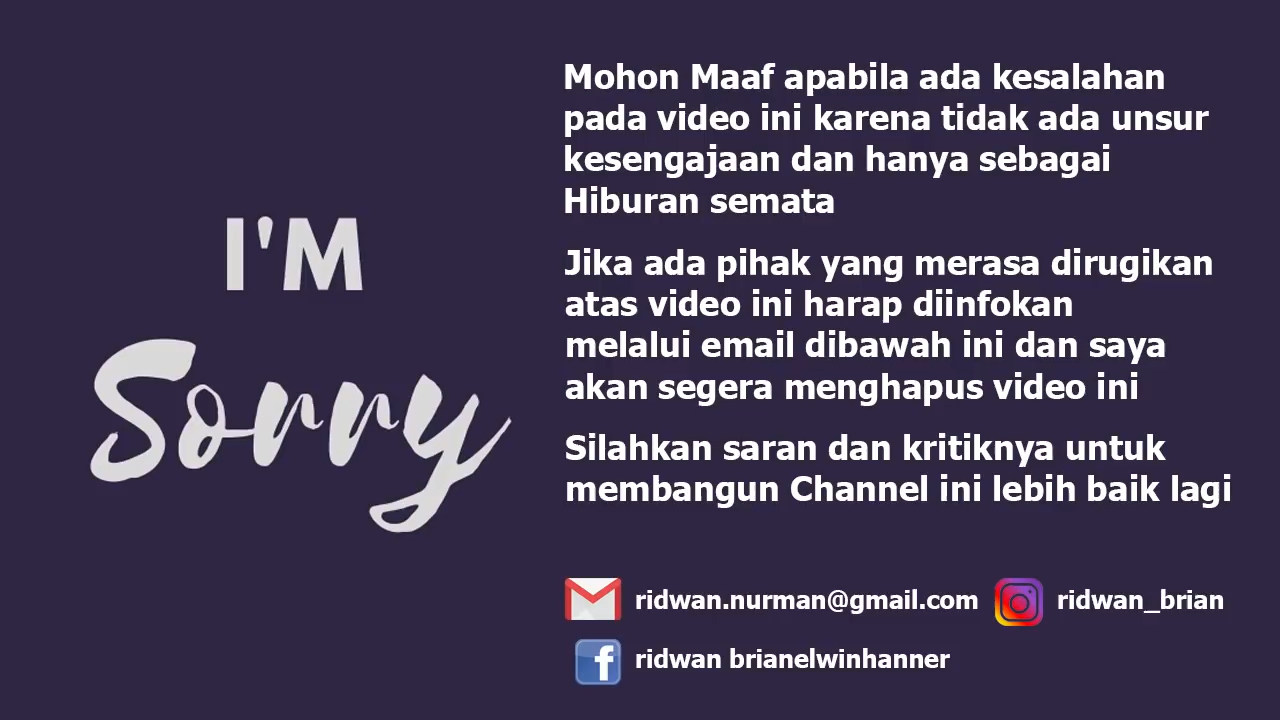 I'M
Sorry
Mohon Maaf apabila ada kesalahan
pada video ini karena tidak ada unsur
kesengajaan dan hanya sebagai
Hiburan semata
Jika ada pihak yang merasa dirugikan
atas video ini harap diinfokan
melalui email dibawah ini dan saya
akan segera menghapus video ini
Silahkan saran dan kritiknya untuk
membangun Channel ini lebih baik lagi
ridwan.nurman@gmail.com ridwan_brian
ridwan brianelwinhanner